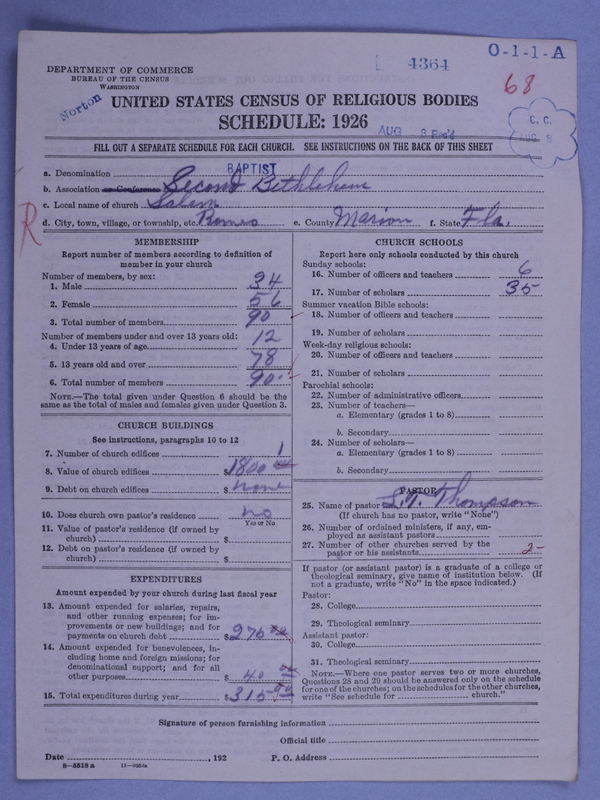 4364
O-1-1-A
DEPARTMENT OF COMMERCE
BUREAU OF THE CENSUS
WASHINGTON
68
Norton
UNITED STATES CENSUS OF RELIGIOUS BODIES
SCHEDULE: 1926
AUG 8 Rec'd
C. C.
AUG 8
FILL OUT A SEPARATE SCHEDULE FOR EACH CHURCH. SEE INSTRUCTIONS ON THE BACK OF THIS SHEET
a. Denomination BAPTIST
b. Association or Conference Second Bethlehem
c. Local name of church Salem
d. City, town, village, or township, etc. Romeo e. County Marion f. State Fla.
R
MEMBERSHIP
Report number of members according to definition of
member in your church
Number of members, by sex:
1. Male 34
2. Female 56
3. Total number of members 90
Number of members under and over 13 years old:
4. Under 13 years of age 12
5. 13 years old and over 78
6. Total number of members 90
NOTE.—The total given under Question 6 should be the
same as the total of males and females given under Question 3.
CHURCH BUILDINGS
See instructions, paragraphs 10 to 12
7. Number of church edifices 1
8. Value of church edifices $1800
9. Debt on church edifices $ none
10. Does church own pastor's residence no
Yes or No
11. Value of pastor's residence (if owned by
church) $
12. Debt on pastor's residence (if owned by
church) $
EXPENDITURES
Amount expended by your church during last fiscal year
13. Amount expended for salaries, repairs,
and other running expenses; for im-
provements or new buildings; and for
payments on church debt $275
14. Amount expended for benevolences, in-
cluding home and foreign missions; for
denominational support; and for all
other purposes $ 40 00
15. Total expenditures during year $315 00
CHURCH SCHOOLS
Report here only schools conducted by this church
Sunday schools:
16. Number of officers and teachers 6
17. Number of scholars 35
Summer vacation Bible schools:
18. Number of officers and teachers
19. Number of scholars
Week-day religious schools:
20. Number of officers and teachers
21. Number of scholars
Parochial schools:
22. Number of administrative officers
23. Number of teachers—
a. Elementary (grades 1 to 8)
b. Secondary
24. Number of scholars—
a. Elementary (grades 1 to 8)
b. Secondary
PASTOR
25. Name of pastor Thompson
(If church has no pastor, write "None")
26. Number of ordained ministers, if any, em-
ployed as assistant pastors
27. Number of other churches served by the
pastor or his assistants 2
If pastor (or assistant pastor) is a graduate of a college or
theological seminary, give name of institution below. (If
not a graduate, write "No" in the space indicated.)
Pastor:
28. College
29. Theological seminary
Assistant pastor:
30. College
31. Theological seminary
NOTE.—Where one pastor serves two or more churches,
Questions 28 and 29 should be answered only on the schedule
for one of the churches; on the schedules for the other churches,
write "See schedule for church."
Signature of person furnishing information
Official title
Date , 192 P. O. Address
8—5518 a 11—9894a